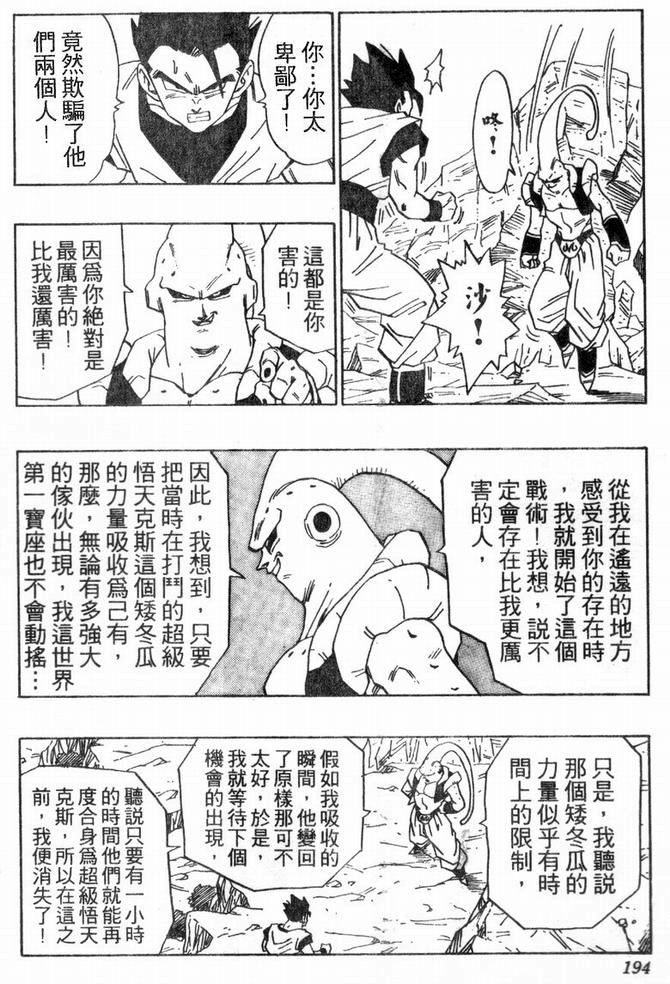 咚！
沙！
你…你太
卑鄙了！
竟然欺騙了他
們兩個人！
這都是你
害的！
因爲你絕對是
最厲害的！
比我還厲害！
從我在遙遠的地方
感受到你的存在時
，我就開始了這個
戰術！我想，說不
定會存在比我更厲
害的人，
因此，我想到，只要
把當時在打鬥的超級
悟天克斯這個矮冬瓜
的力量吸收爲己有，
那麼，無論有多強大
的傢伙出現，我這世界
第一寶座也不會動搖…
只是，我聽說
那個矮冬瓜的
力量似乎有時
間上的限制，
假如我吸收的
瞬間，他變回
了原樣那可不
太好，於是，
我就等待下個
機會的出現，
聽説只要有一小時
的時間他們就能再
度合身爲超級悟天
克斯，所以在這之
前，我便消失了！
194